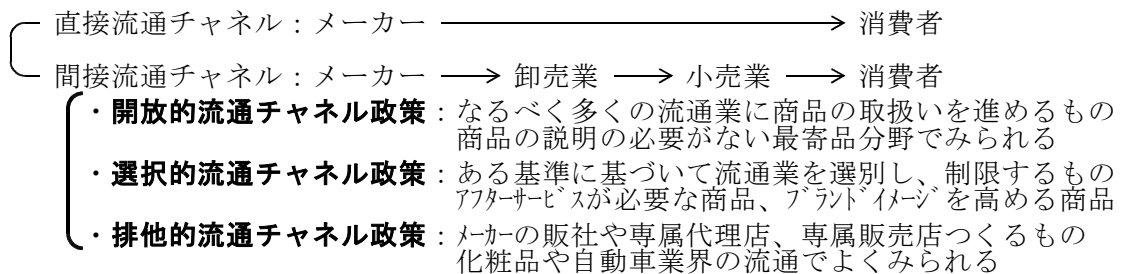 直接流通チャネル：メーカー ─→ 消費者
間接流通チャネル：メーカー ─→ 卸売業 ─→ 小売業 ─→ 消費者
・開放的流通チャネル政策：なるべく多くの流通業に商品の取扱いを進めるもの
商品の説明の必要がない最寄品分野でみられる
・選択的流通チャネル政策：ある基準に基づいて流通業を選別し、制限するもの
ｱﾌﾀｰｻｰﾋﾞｽが必要な商品、ﾌﾞﾗﾝﾄﾞｲﾒｰｼﾞを高める商品
・排他的流通チャネル政策：ﾒｰｶｰの販社や専属代理店、専属販売店つくるもの
化粧品や自動車業界の流通でよくみられる